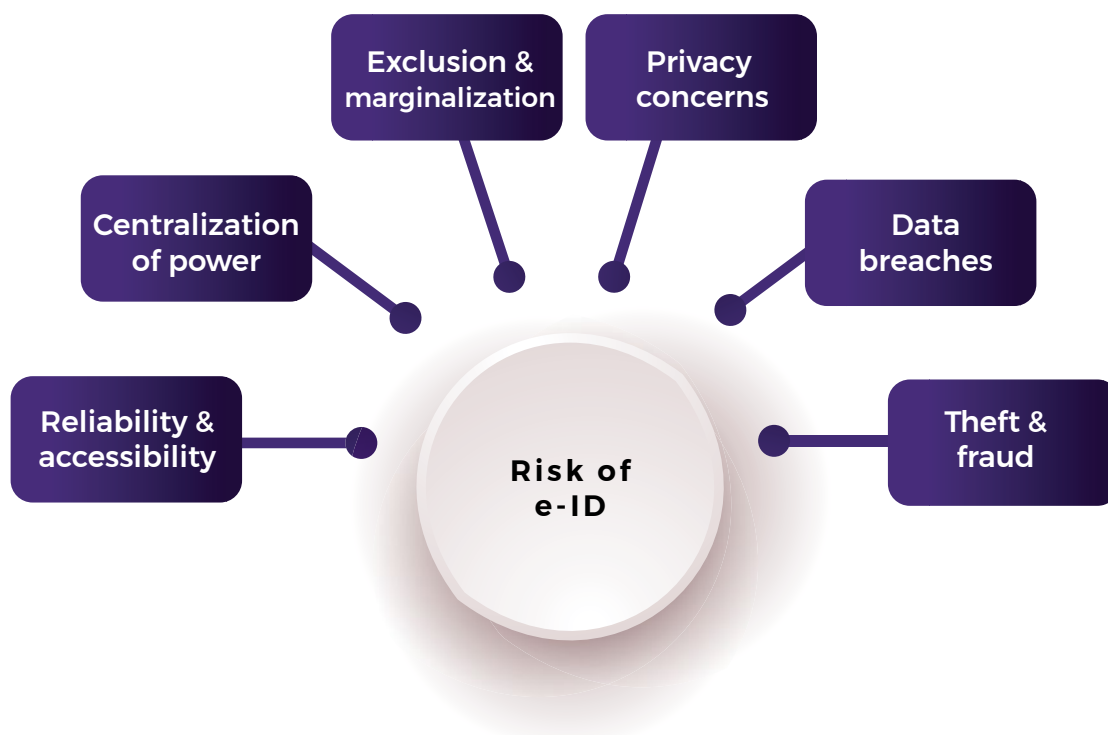 Exclusion &
marginalization
Privacy
concerns
Centralization
of power
Data
breaches
Reliability &
accessibility
Theft &
fraud
Risk of
e-ID